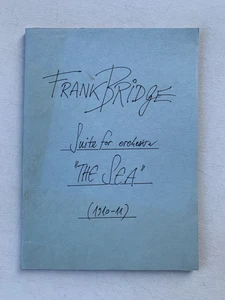 FRANK BRIDGE
Suite for orchestra
"THE SEA"
(1910-11)